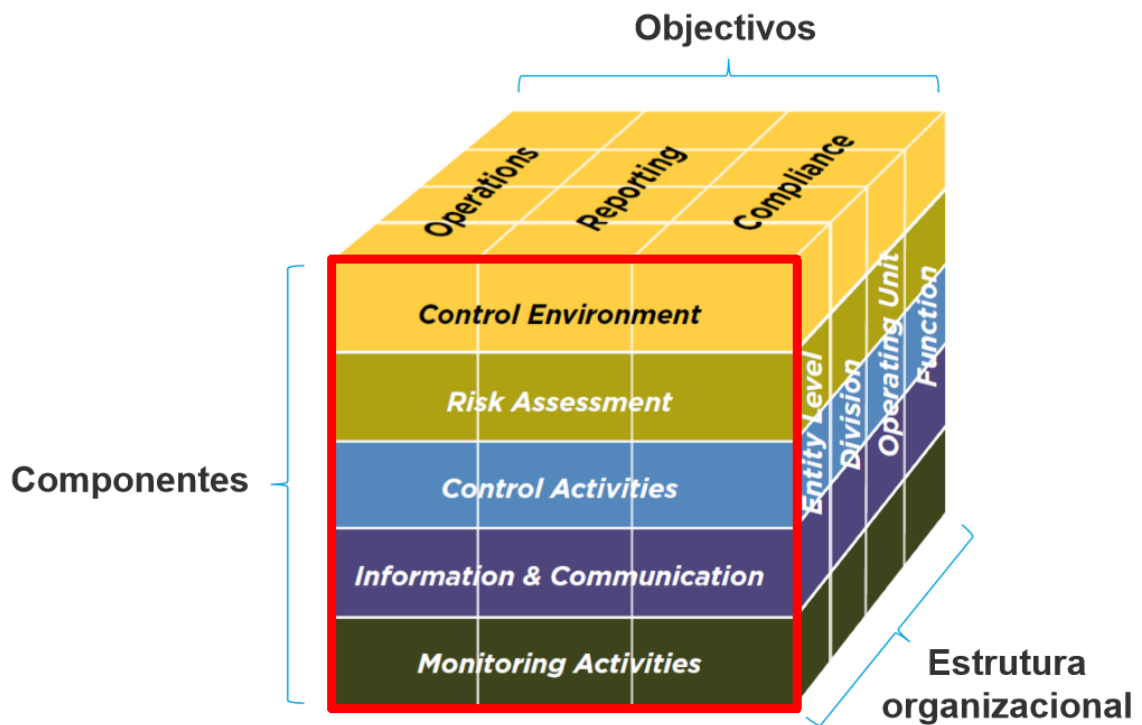 Objectivos
Operations
Reporting
Compliance
Componentes
Control Environment
Risk Assessment
Control Activities
Information & Communication
Monitoring Activities
Entity Level
Division
Operating Unit
Function
Estrutura
organizacional